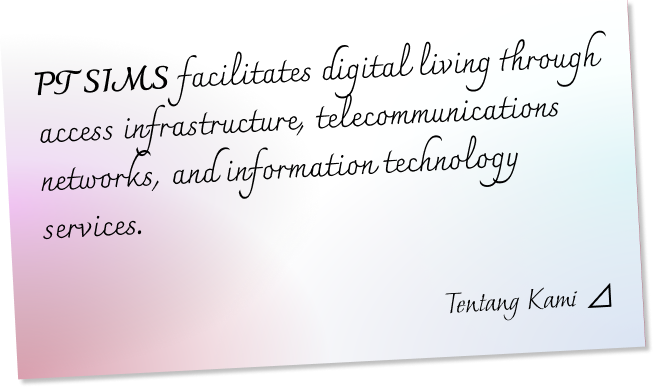 PT SIMS facilitates digital living through
access infrastructure, telecommunications
networks, and information technology
services.
Tentang Kami